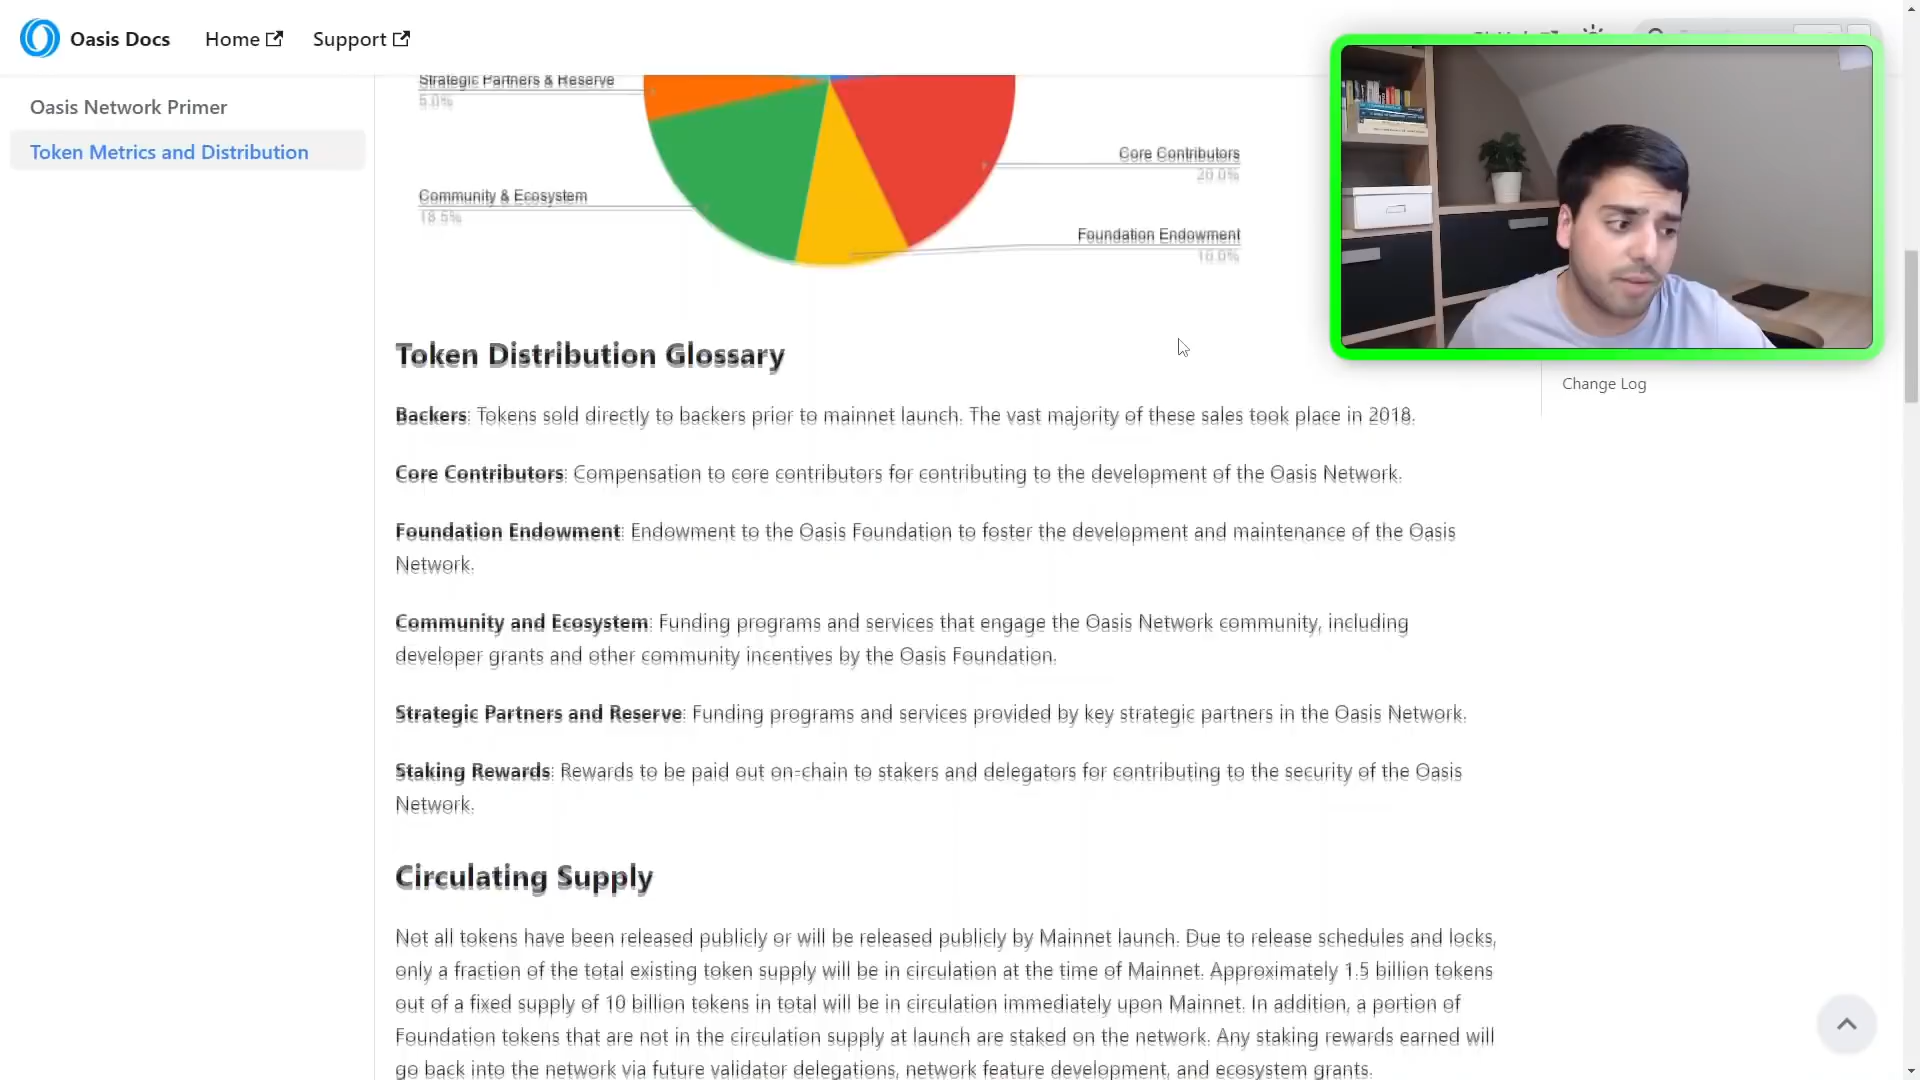 Oasis Docs
Home
Support
Oasis Network Primer
Token Metrics and Distribution
Strategic Partners & Reserve
5.0%
Core Contributors
20.0%
Community & Ecosystem
18.5%
Foundation Endowment
10.0%
Change Log
Token Distribution Glossary
Backers: Tokens sold directly to backers prior to mainnet launch. The vast majority of these sales took place in 2018.
Core Contributors: Compensation to core contributors for contributing to the development of the Oasis Network.
Foundation Endowment: Endowment to the Oasis Foundation to foster the development and maintenance of the Oasis
Network.
Community and Ecosystem: Funding programs and services that engage the Oasis Network community, including
developer grants and other community incentives by the Oasis Foundation.
Strategic Partners and Reserve: Funding programs and services provided by key strategic partners in the Oasis Network.
Staking Rewards: Rewards to be paid out on-chain to stakers and delegators for contributing to the security of the Oasis
Network.
Circulating Supply
Not all tokens have been released publicly or will be released publicly by Mainnet launch. Due to release schedules and locks,
only a fraction of the total existing token supply will be in circulation at the time of Mainnet. Approximately 1.5 billion tokens
out of a fixed supply of 10 billion tokens in total will be in circulation immediately upon Mainnet. In addition, a portion of
Foundation tokens that are not in the circulation supply at launch are staked on the network. Any staking rewards earned will
go back into the network via future validator delegations, network feature development, and ecosystem grants.